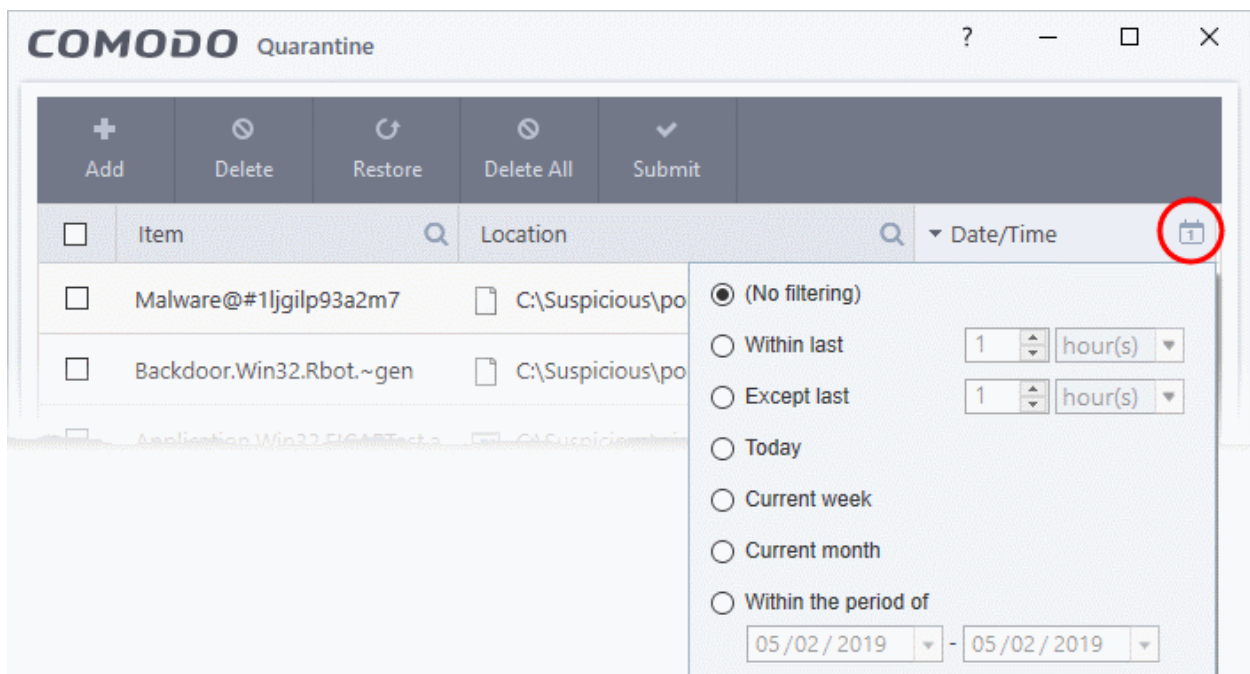 COMODO Quarantine ?
Add Delete Restore Delete All Submit
Item Location Date/Time 1
Malware@#1ljgilp93a2m7 C:\Suspicious\po
Backdoor.Win32.Rbot.~gen C:\Suspicious\po
(No filtering)
Within last 1 hour(s)
Except last 1 hour(s)
Today
Current week
Current month
Within the period of
05/02/2019 - 05/02/2019